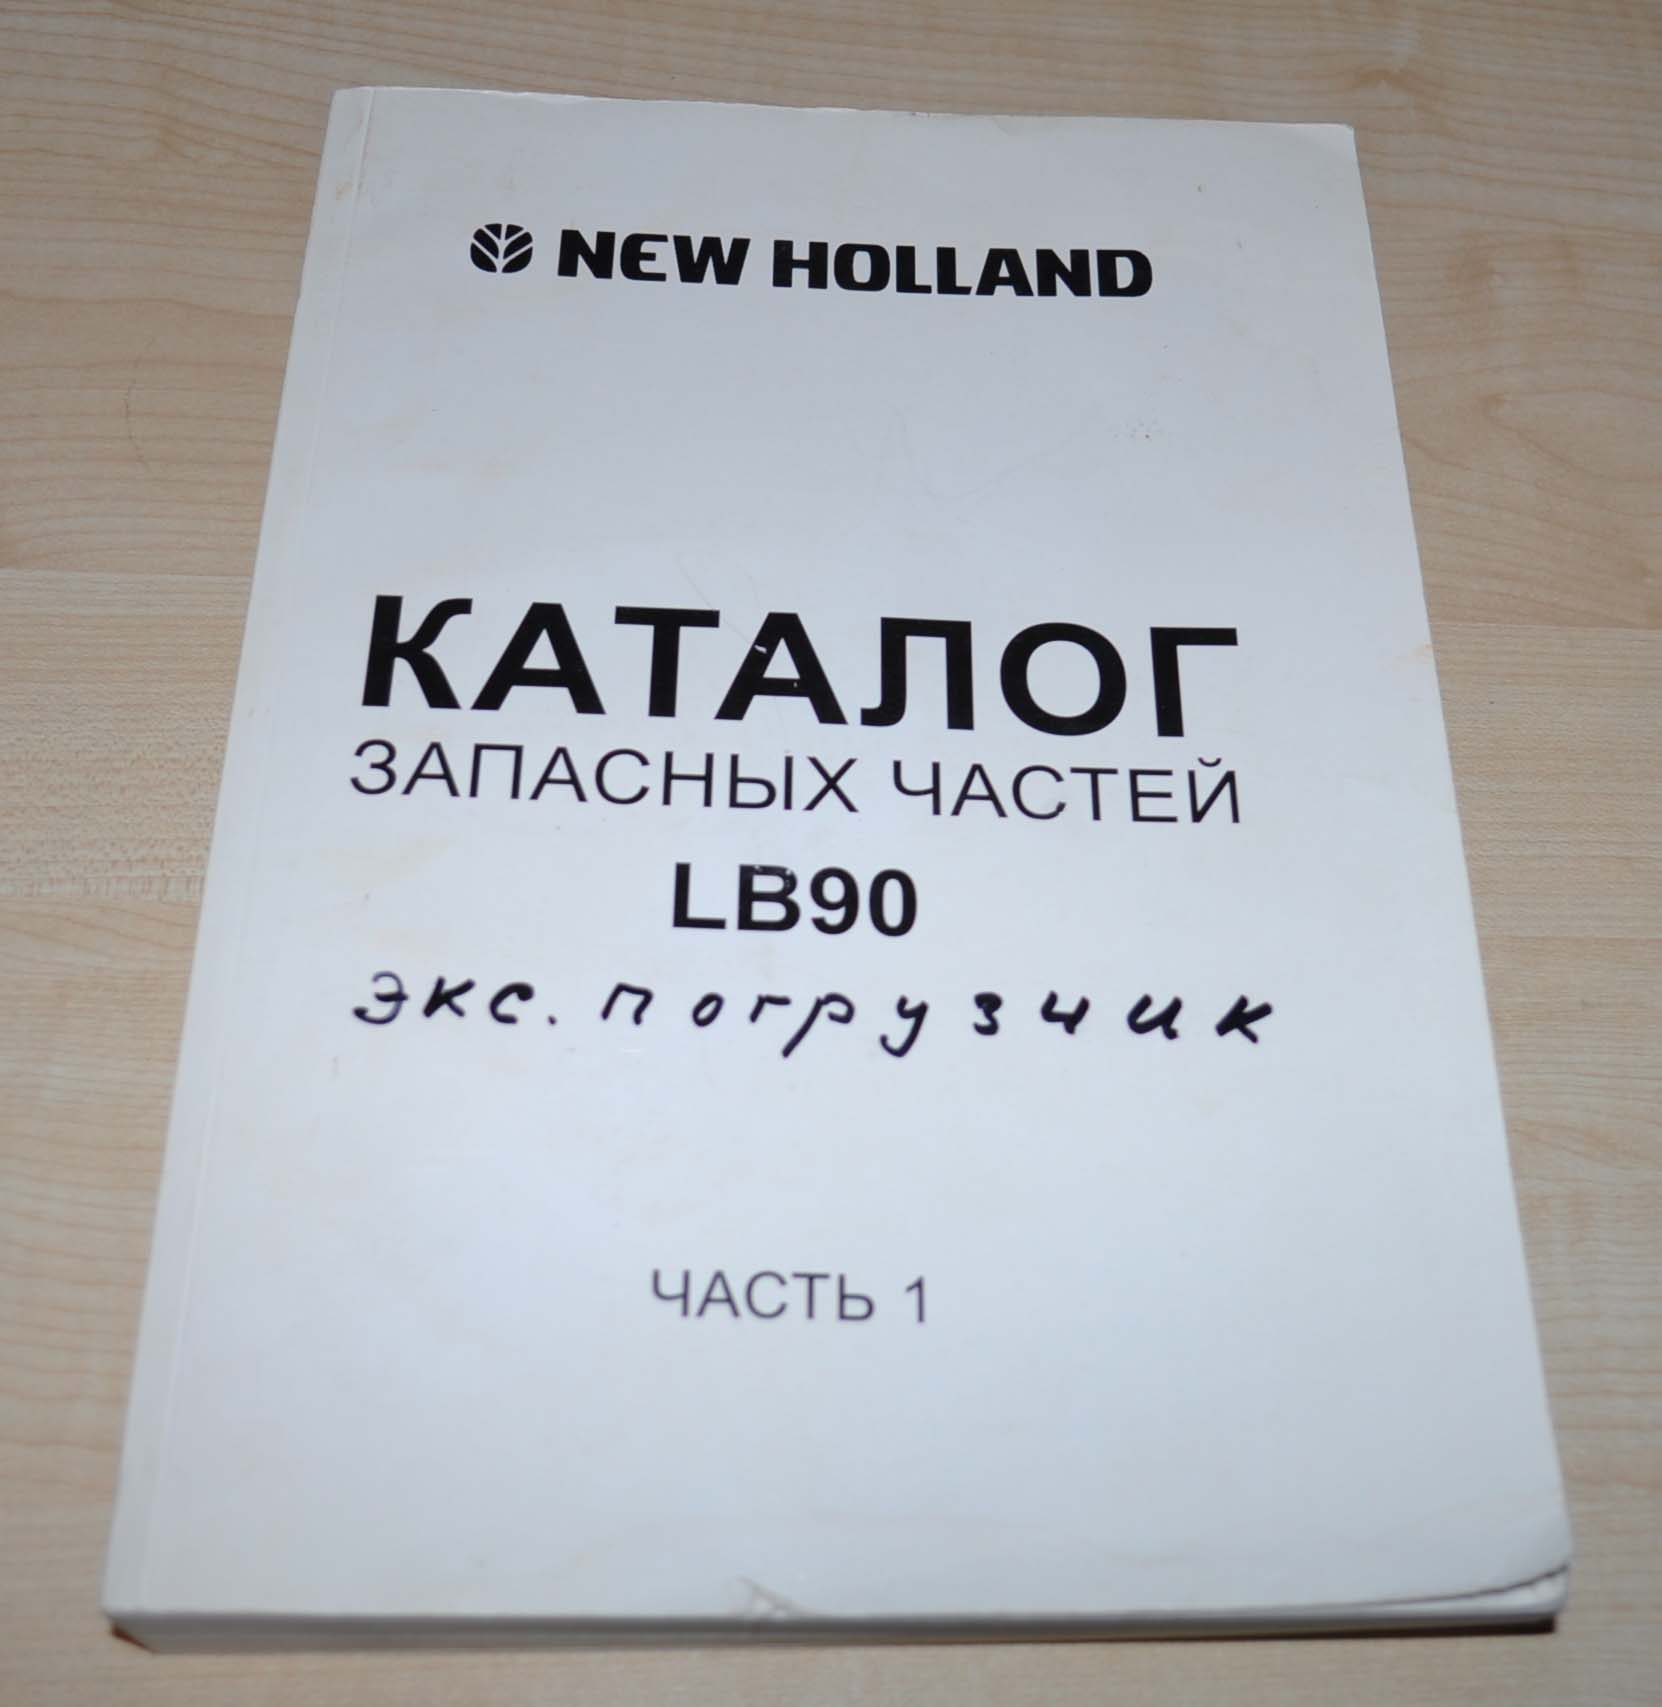 NEW HOLLAND
КАТАЛОГ
ЗАПАСНЫХ ЧАСТЕЙ
LB90
экс. погрузчик
ЧАСТЬ 1